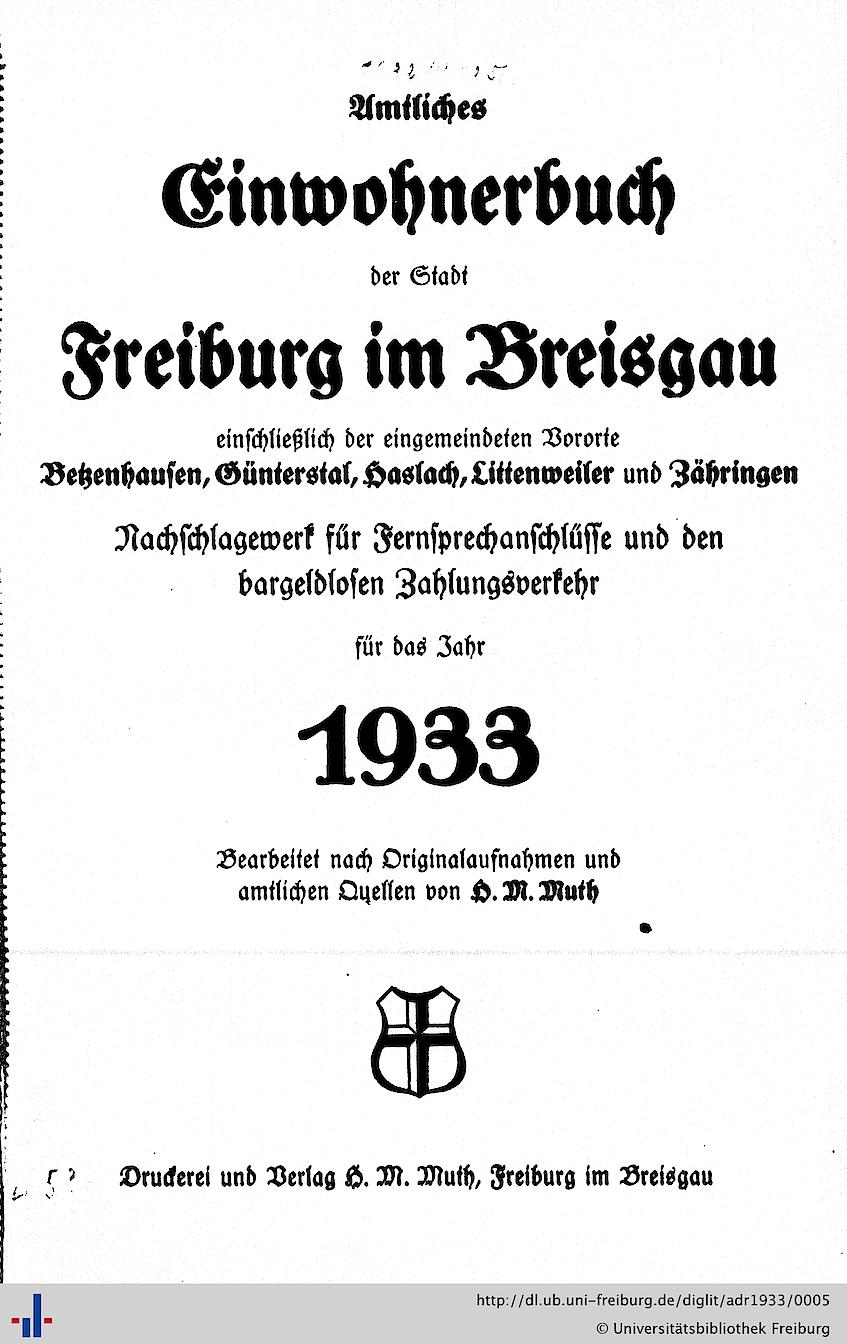 Amtliches
Einwohnerbuch
der Stadt
Freiburg im Breisgau
einschließlich der eingemeindeten Vororte
Betzenhausen, Günterstal, Haslach, Littenweiler und Zähringen
Nachschlagewerk für Fernsprechanschlüsse und den
bargeldlosen Zahlungsverkehr
für das Jahr
1933
Bearbeitet nach Originalaufnahmen und
amtlichen Quellen von H. M. Muth
Druckerei und Verlag H. M. Muth, Freiburg im Breisgau
http://dl.ub.uni-freiburg.de/diglit/adr1933/0005
© Universitätsbibliothek Freiburg